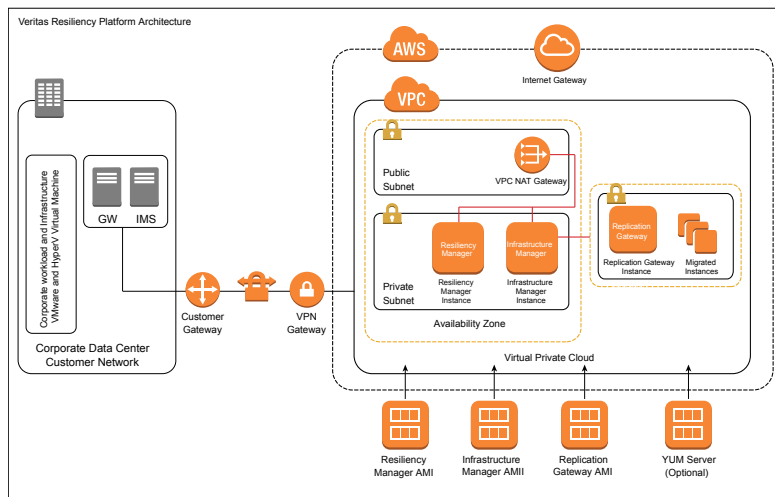 Veritas Resiliency Platform Architecture
AWS
Internet Gateway
VPC
Public
Subnet
VPC NAT Gateway
Corporate workload and Infrastructure
VMware and HyperV Virtual Machine
GW
IMS
Resiliency
Manager
Infrastructure
Manager
Replication
Gateway
Replication Gateway
Instance
Migrated
Instances
Private
Subnet
Resiliency
Manager
Instance
Infrastructure
Manager
Instance
Customer
Gateway
VPN
Gateway
Availability Zone
Corporate Data Center
Customer Network
Virtual Private Cloud
Resiliency
Manager AMI
Infrastructure
Manager AMII
Replication
Gateway AMI
YUM Server
(Optional)